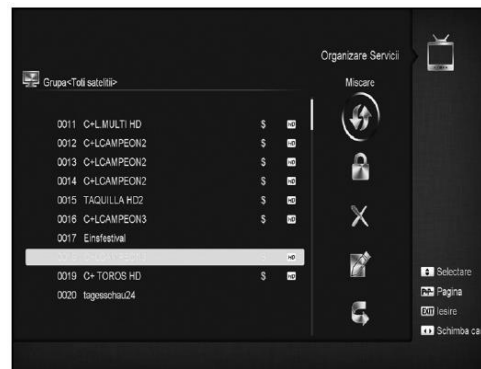 Organizare Servicii
Grupa<Toti satelitii>
Miscare
0011 C+L.MULTI HD $ HD
0012 C+LCAMPEON2 $ HD
0013 C+LCAMPEON2 $ HD
0014 C+LCAMPEON2 $ HD
0015 TAQUILLA HD2 $ HD
0016 C+LCAMPEON3 $ HD
0017 Einsfestival
HD
0019 C+ TOROS HD $ HD
0020 tagesschau24
Selectare
Pagina
EXIT Iesire
Schimba ca